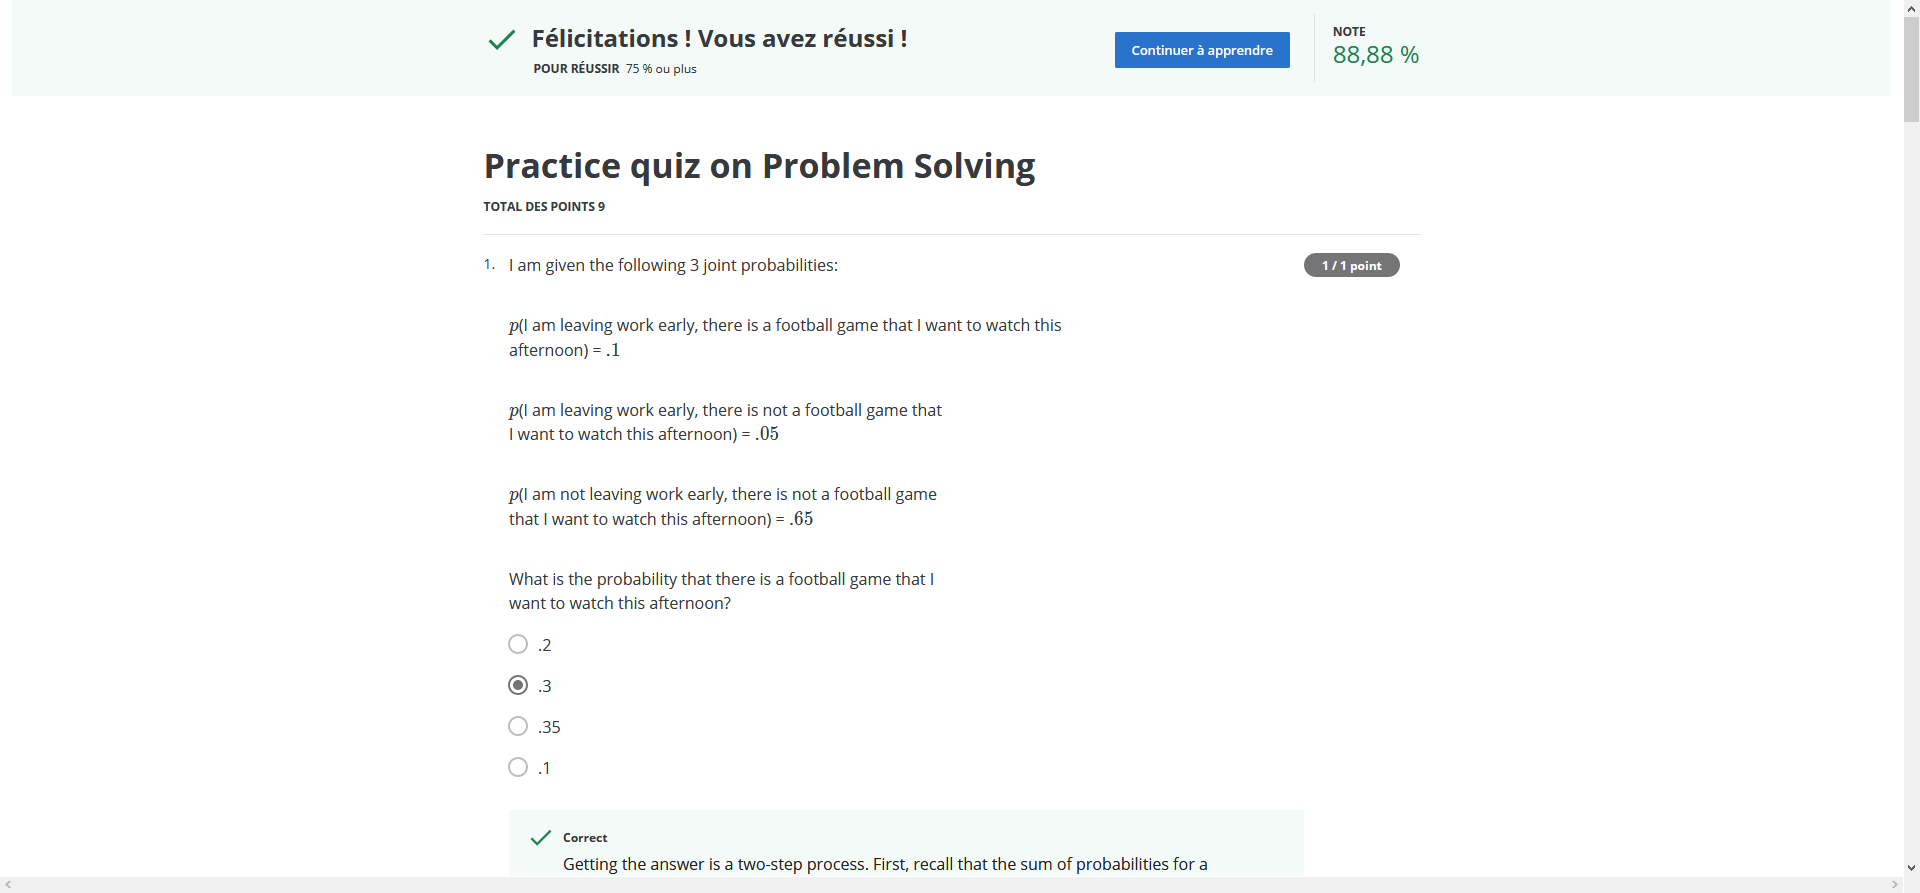 Félicitations ! Vous avez réussi !
POUR RÉUSSIR 75 % ou plus
Continuer à apprendre
NOTE
88,88 %
Practice quiz on Problem Solving
TOTAL DES POINTS 9
1. I am given the following 3 joint probabilities:
1 / 1 point
p(I am leaving work early, there is a football game that I want to watch this
afternoon) = .1
p(I am leaving work early, there is not a football game that
I want to watch this afternoon) = .05
p(I am not leaving work early, there is not a football game
that I want to watch this afternoon) = .65
What is the probability that there is a football game that I
want to watch this afternoon?
.2
.3
.35
.1
Correct
Getting the answer is a two-step process. First, recall that the sum of probabilities for a